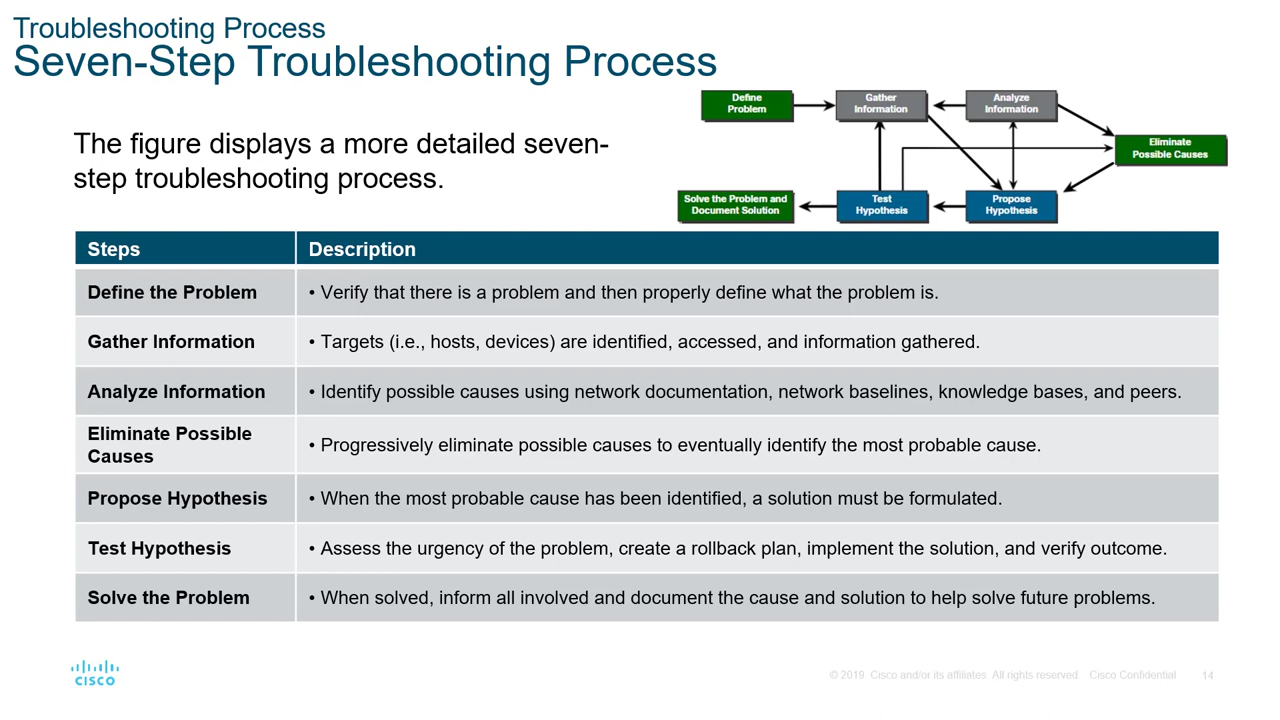 Troubleshooting Process
Seven-Step Troubleshooting Process
Define
Problem
Gather
Information
Analyze
Information
Eliminate
Possible Causes
Solve the Problem and
Document Solution
Test
Hypothesis
Propose
Hypothesis
The figure displays a more detailed seven-
step troubleshooting process.
Steps Description
Define the Problem • Verify that there is a problem and then properly define what the problem is.
Gather Information • Targets (i.e., hosts, devices) are identified, accessed, and information gathered.
Analyze Information • Identify possible causes using network documentation, network baselines, knowledge bases, and peers.
Eliminate Possible
Causes • Progressively eliminate possible causes to eventually identify the most probable cause.
Propose Hypothesis • When the most probable cause has been identified, a solution must be formulated.
Test Hypothesis • Assess the urgency of the problem, create a rollback plan, implement the solution, and verify outcome.
Solve the Problem • When solved, inform all involved and document the cause and solution to help solve future problems.
CISCO
© 2019 Cisco and/or its affiliates. All rights reserved. Cisco Confidential 14